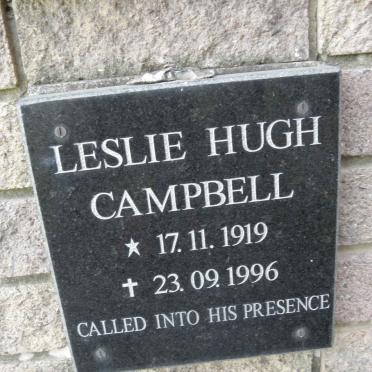 LESLIE HUGH
CAMPBELL
★ 17.11.1919
✝ 23.09.1996
CALLED INTO HIS PRESENCE